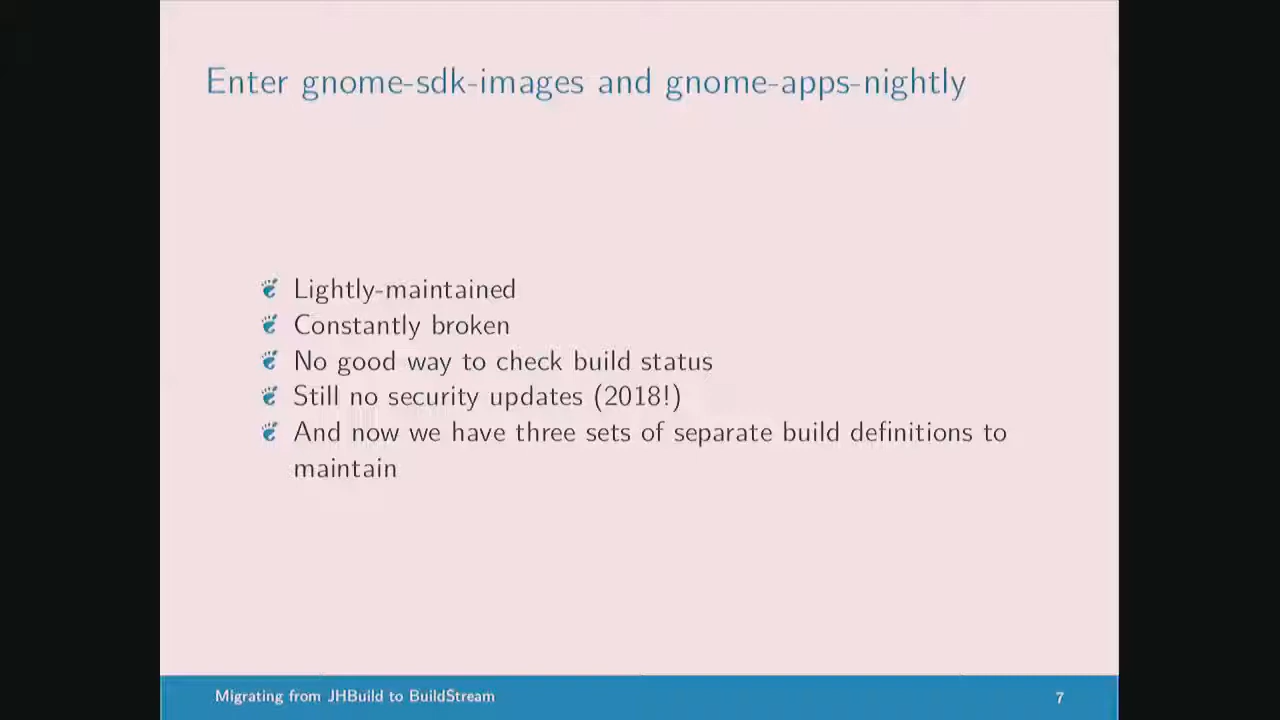 Enter gnome-sdk-images and gnome-apps-nightly
Lightly-maintained
Constantly broken
No good way to check build status
Still no security updates (2018!)
And now we have three sets of separate build definitions to
maintain
Migrating from JHBuild to BuildStream
7